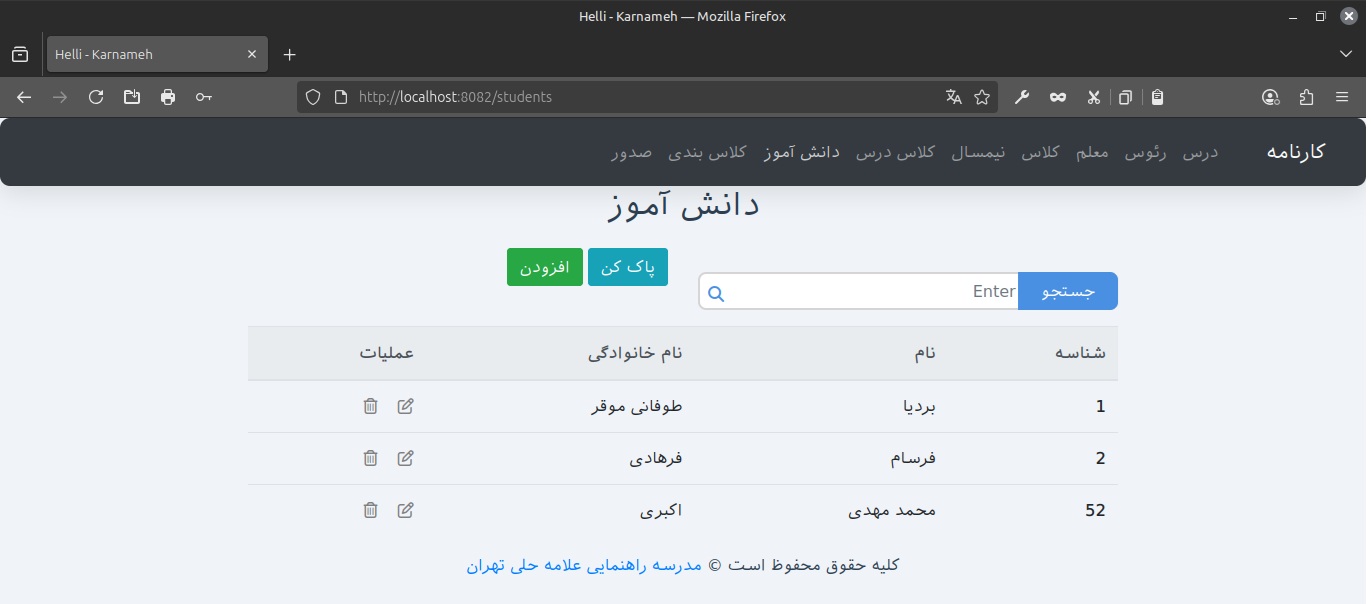 Helli - Karnameh — Mozilla Firefox
Helli - Karnameh
http://localhost:8082/students
کارنامه درس رئوس معلم کلاس نیمسال کلاس درس دانش آموز کلاس بندی صدور
دانش آموز
پاک کن افزودن
جستجو Enter
شناسه نام نام خانوادگی عملیات
1 بردیا طوفانی موقر
2 فرسام فرهادی
52 محمد مهدی اکبری
کلیه حقوق محفوظ است © مدرسه راهنمایی علامه حلی تهران